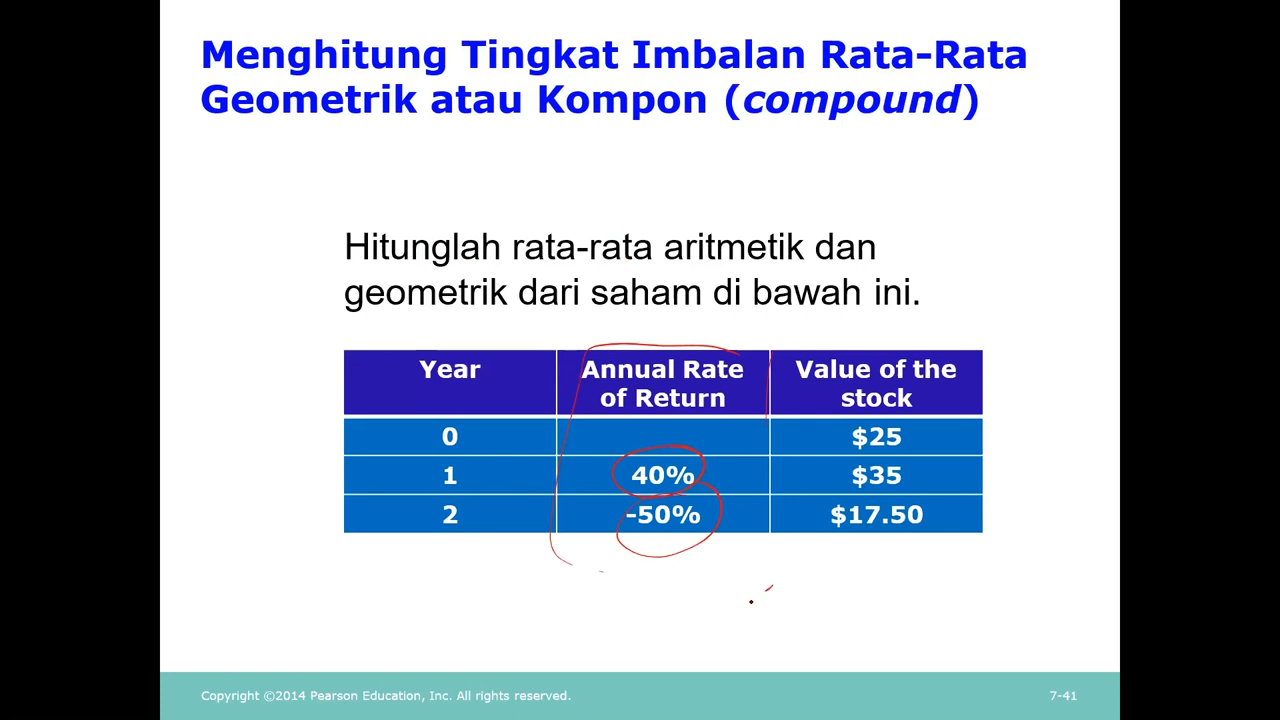 Menghitung Tingkat Imbalan Rata-Rata
Geometrik atau Kompon (compound)
Hitunglah rata-rata aritmetik dan
geometrik dari saham di bawah ini.
Year Annual Rate of Return Value of the stock
0 $25
1 40% $35
2 -50% $17.50
Copyright ©2014 Pearson Education, Inc. All rights reserved. 7-41